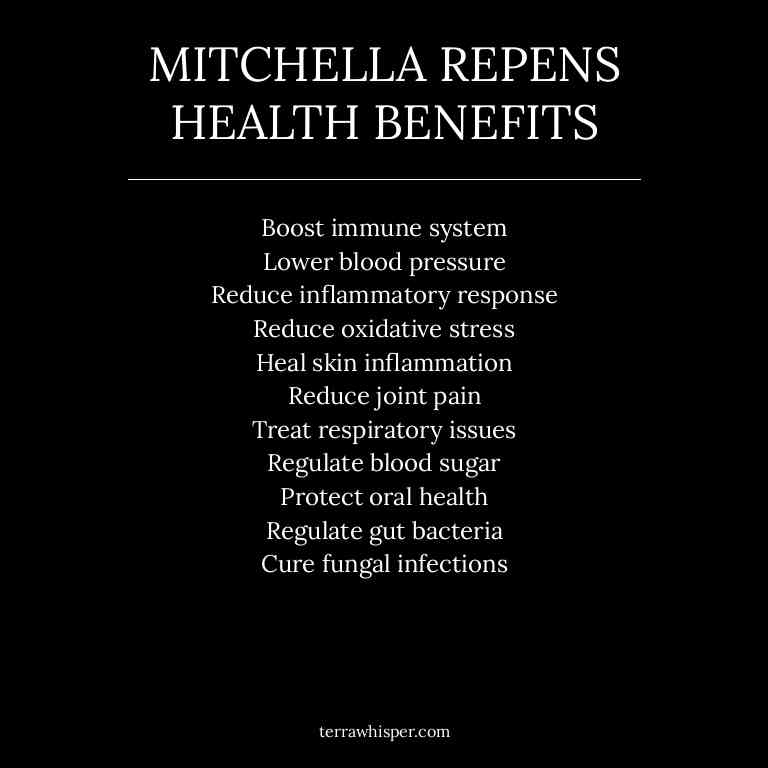 MITCHELLA REPENS
HEALTH BENEFITS
Boost immune system
Lower blood pressure
Reduce inflammatory response
Reduce oxidative stress
Heal skin inflammation
Reduce joint pain
Treat respiratory issues
Regulate blood sugar
Protect oral health
Regulate gut bacteria
Cure fungal infections
terrawhisper.com